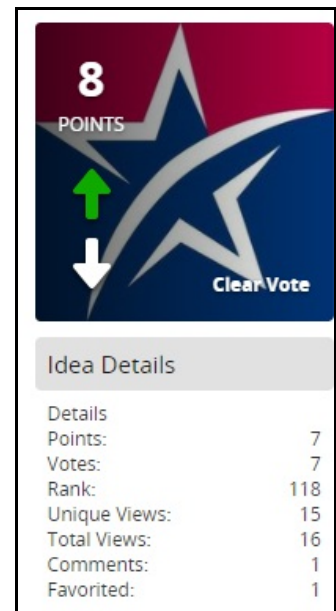 8
POINTS
Clear Vote
Idea Details
Details
Points: 7
Votes: 7
Rank: 118
Unique Views: 15
Total Views: 16
Comments: 1
Favorited: 1